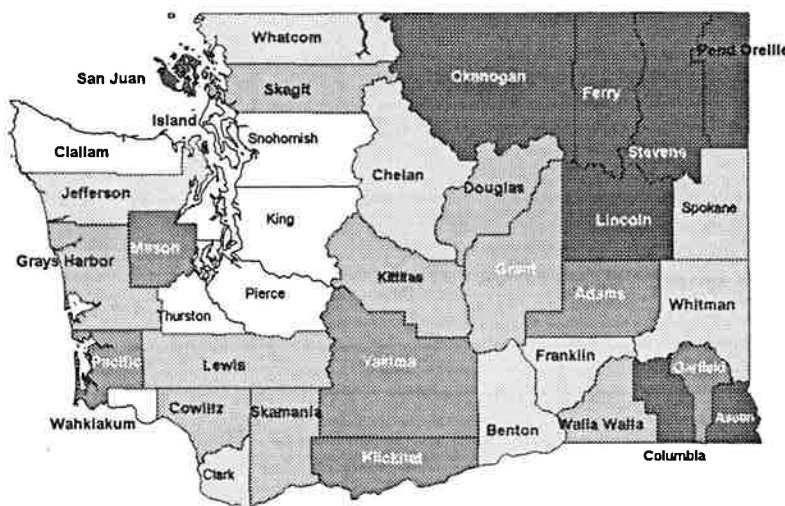 Whatcom
Pend Oreille
San Juan
Okanogan
Ferry
Skagit
Island
Snohomish
Stevens
Clallam
Chelan
Jefferson
Douglas
Lincoln
Spokane
King
Mason
Grays Harbor
Kittitas
Grant
Adams
Pierce
Whitman
Thurston
Pacific
Lewis
Yakima
Franklin
Garfield
Cowlitz
Skamania
Wahkiakum
Benton
Walla Walla
Asotin
Klickitat
Columbia
Clark